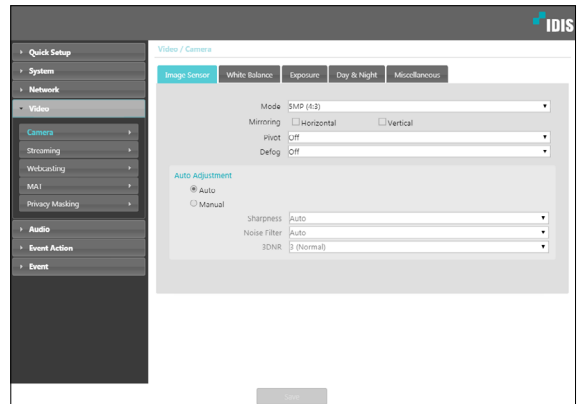 IDIS
Quick Setup
System
Network
Video
Camera
Streaming
Webcasting
MAT
Privacy Masking
Audio
Event Action
Event
Video / Camera
Image Sensor White Balance Exposure Day & Night Miscellaneous
Mode 5MP (4:3)
Mirroring Horizontal Vertical
Pivot Off
Defog Off
Auto Adjustment
Auto
Manual
Sharpness Auto
Noise Filter Auto
3DNR 3 (Normal)
Save